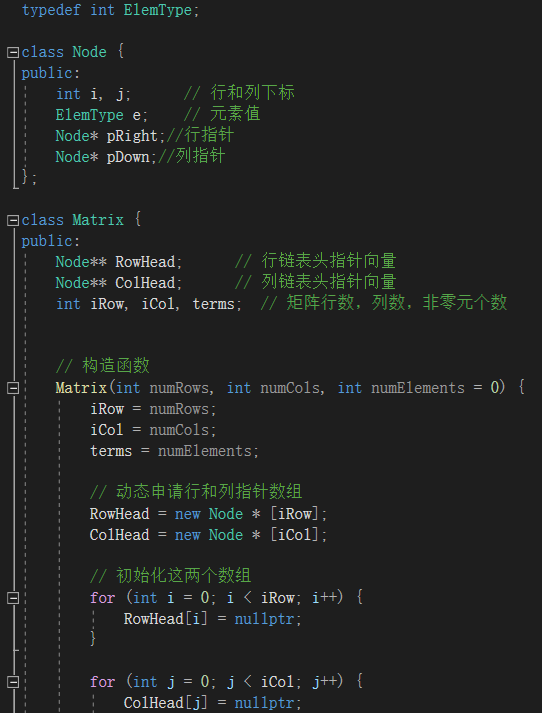 typedef int ElemType;
class Node {
public:
int i, j; // 行和列下标
ElemType e; // 元素值
Node* pRight;//行指针
Node* pDown;//列指针
};
class Matrix {
public:
Node** RowHead; // 行链表头指针向量
Node** ColHead; // 列链表头指针向量
int iRow, iCol, terms; // 矩阵行数，列数，非零元个数
// 构造函数
Matrix(int numRows, int numCols, int numElements = 0) {
iRow = numRows;
iCol = numCols;
terms = numElements;
// 动态申请行和列指针数组
RowHead = new Node * [iRow];
ColHead = new Node * [iCol];
// 初始化这两个数组
for (int i = 0; i < iRow; i++) {
RowHead[i] = nullptr;
}
for (int j = 0; j < iCol; j++) {
ColHead[j] = nullptr;